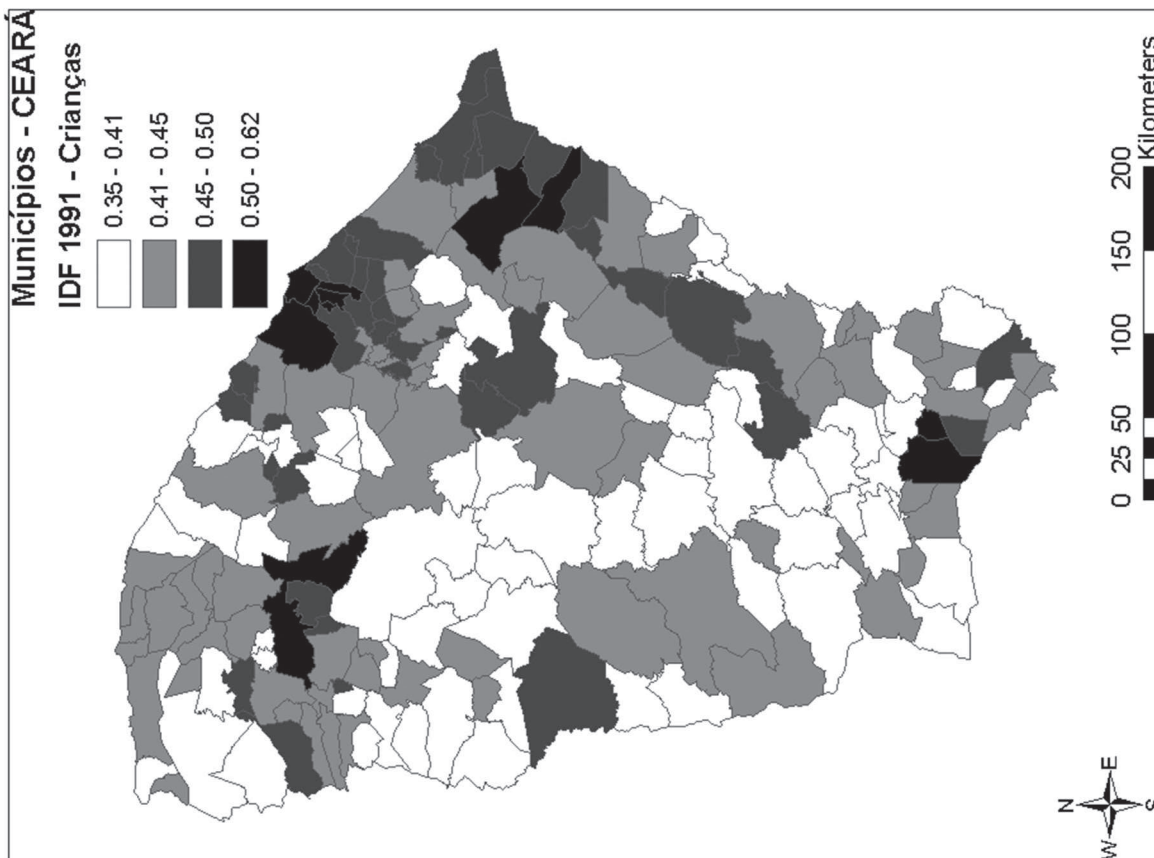 Municípios - CEARÁ
IDF 1991 - Crianças
0.35 - 0.41
0.41 - 0.45
0.45 - 0.50
0.50 - 0.62
0 25 50 100 150 200
Kilometers
N
W E
S